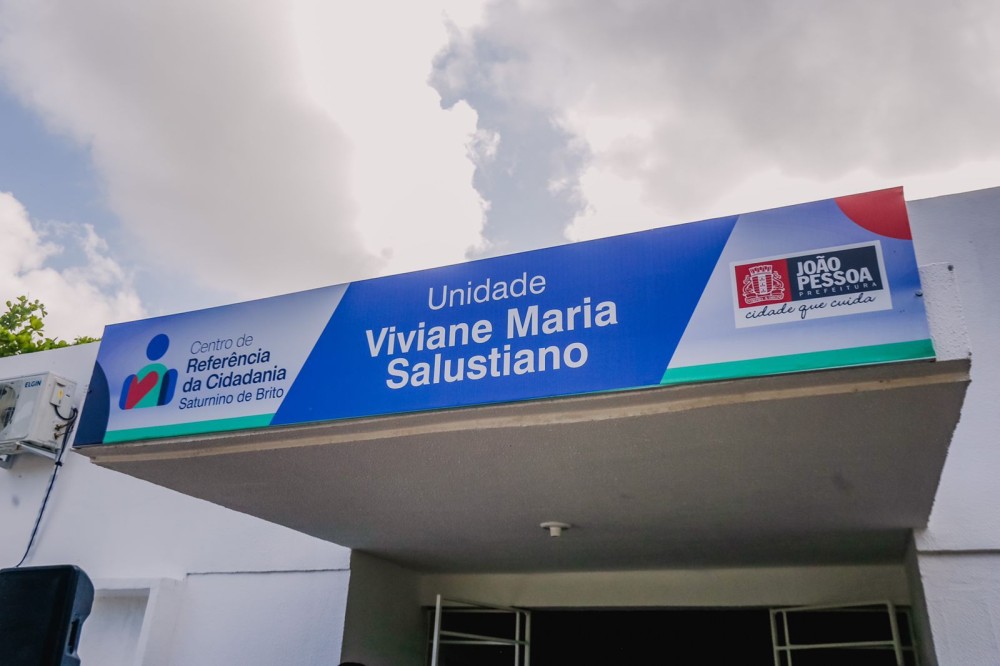 ELGIN
Centro de
Referência
da Cidadania
Saturnino de Brito
Unidade
Viviane Maria
Salustiano
JOÃO
PESSOA
PREFEITURA
cidade que cuida